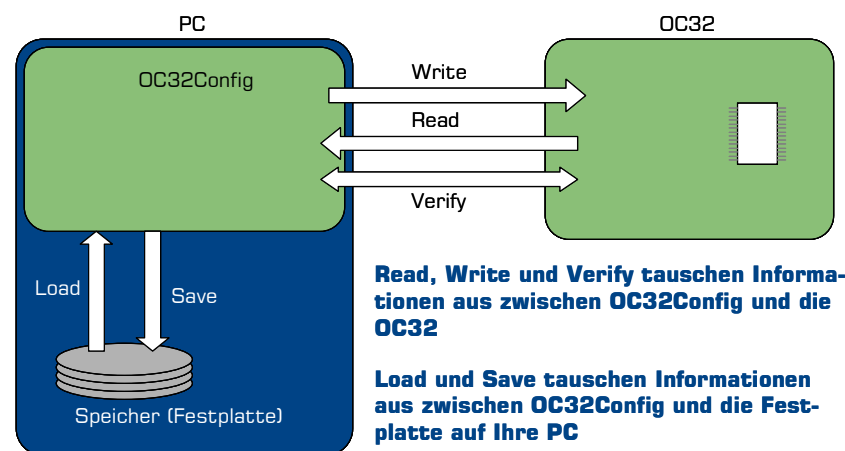 PC
OC32
OC32Config
Write
Read
Verify
Load
Save
Speicher (Festplatte)
Read, Write und Verify tauschen Informa-
tionen aus zwischen OC32Config und die
OC32
Load und Save tauschen Informationen
aus zwischen OC32Config und die Fest-
platte auf Ihre PC